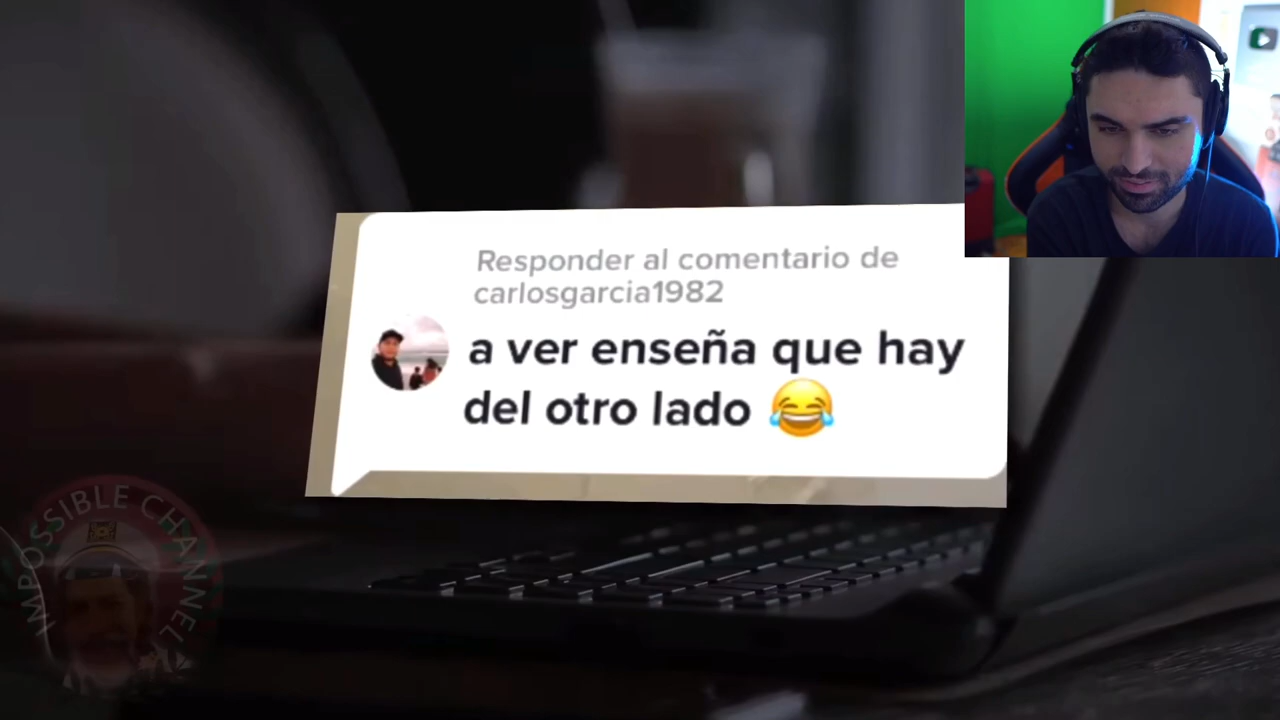 Responder al comentario de
carlosgarcia1982
a ver enseña que hay
del otro lado 😂
IMPOSSIBLE CHANNEL